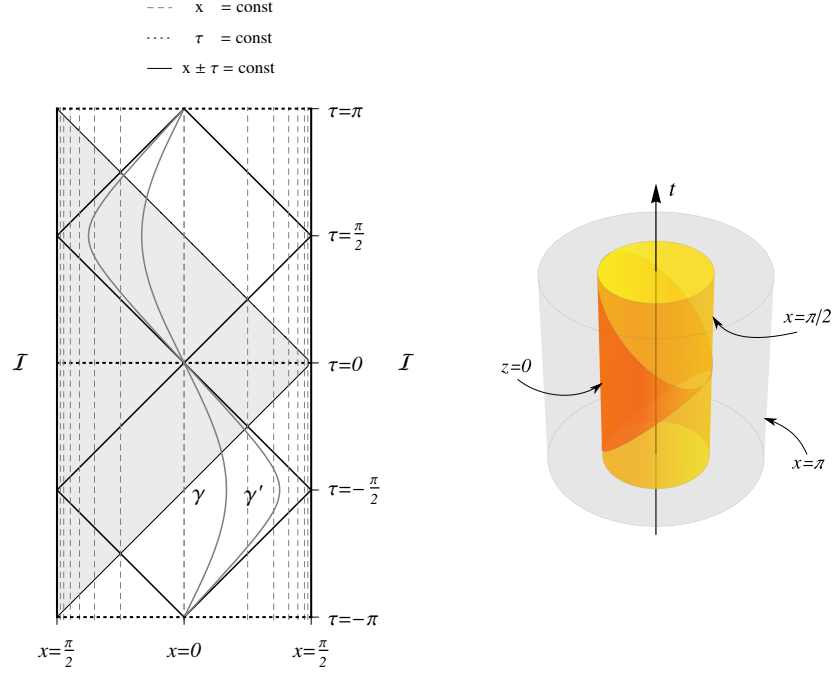 x = const
τ = const
x ± τ = const
τ=π
τ=π/2
τ=0
τ=−π/2
τ=−π
ℐ
ℐ
γ
γ′
x=π/2
x=0
x=π/2
t
x=π/2
z=0
x=π